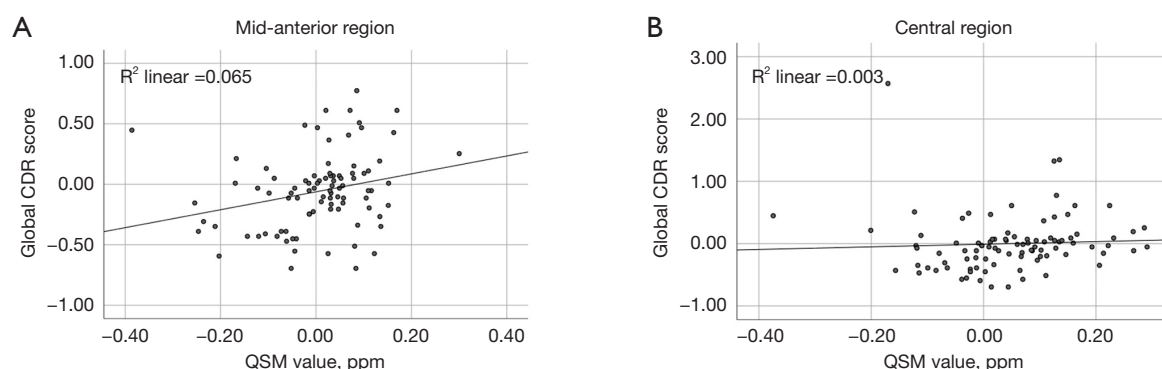 A
Mid-anterior region
R² linear =0.065
Global CDR score
1.00
0.50
0.00
−0.50
−1.00
−0.40 −0.20 0.00 0.20 0.40
QSM value, ppm
B
Central region
R² linear =0.003
Global CDR score
3.00
2.00
1.00
0.00
−1.00
−0.40 −0.20 0.00 0.20
QSM value, ppm